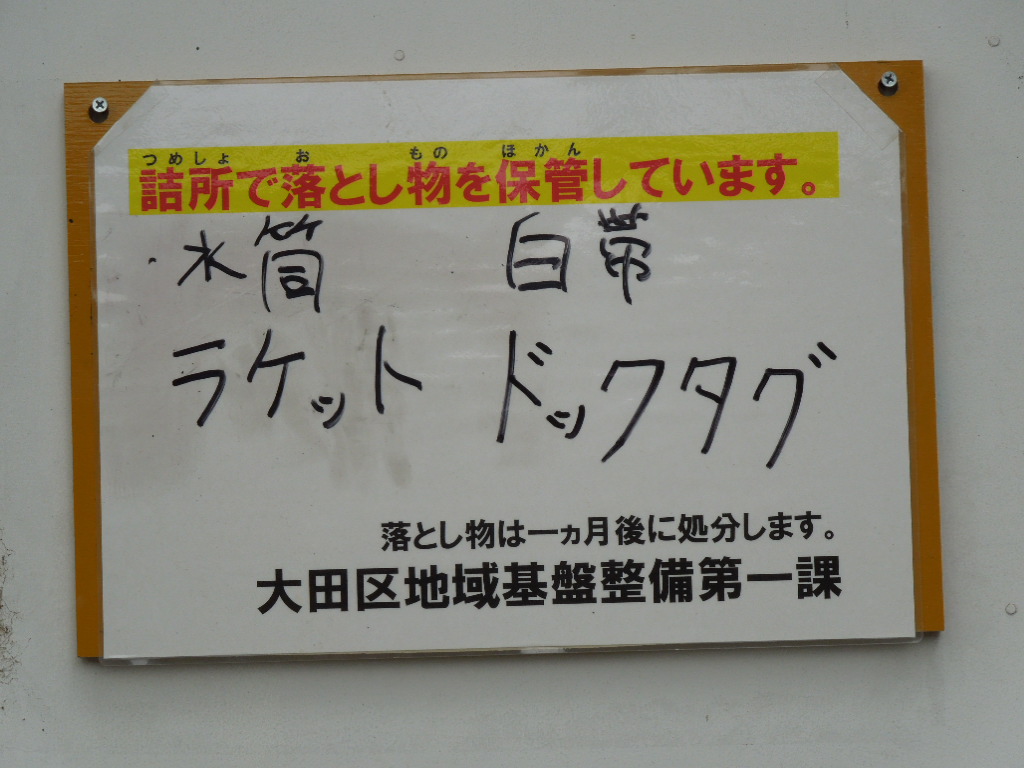 つめしょ お もの ほかん
詰所で落とし物を保管しています。
水筒 白帯
ラケット ドックタグ
落とし物は一ヵ月後に処分します。
大田区地域基盤整備第一課